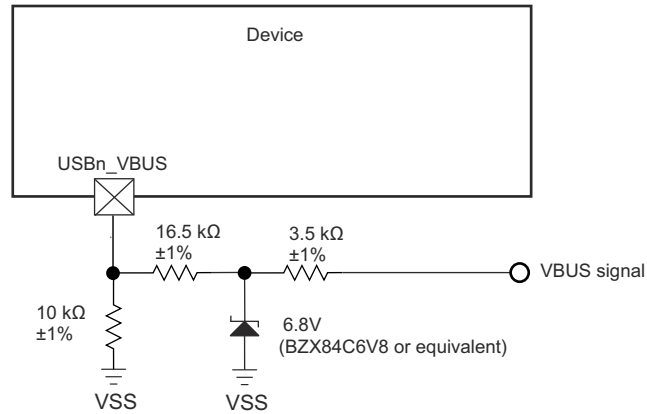 Device
USBn_VBUS
16.5 kΩ
±1%
3.5 kΩ
±1%
VBUS signal
10 kΩ
±1%
6.8V
(BZX84C6V8 or equivalent)
VSS
VSS